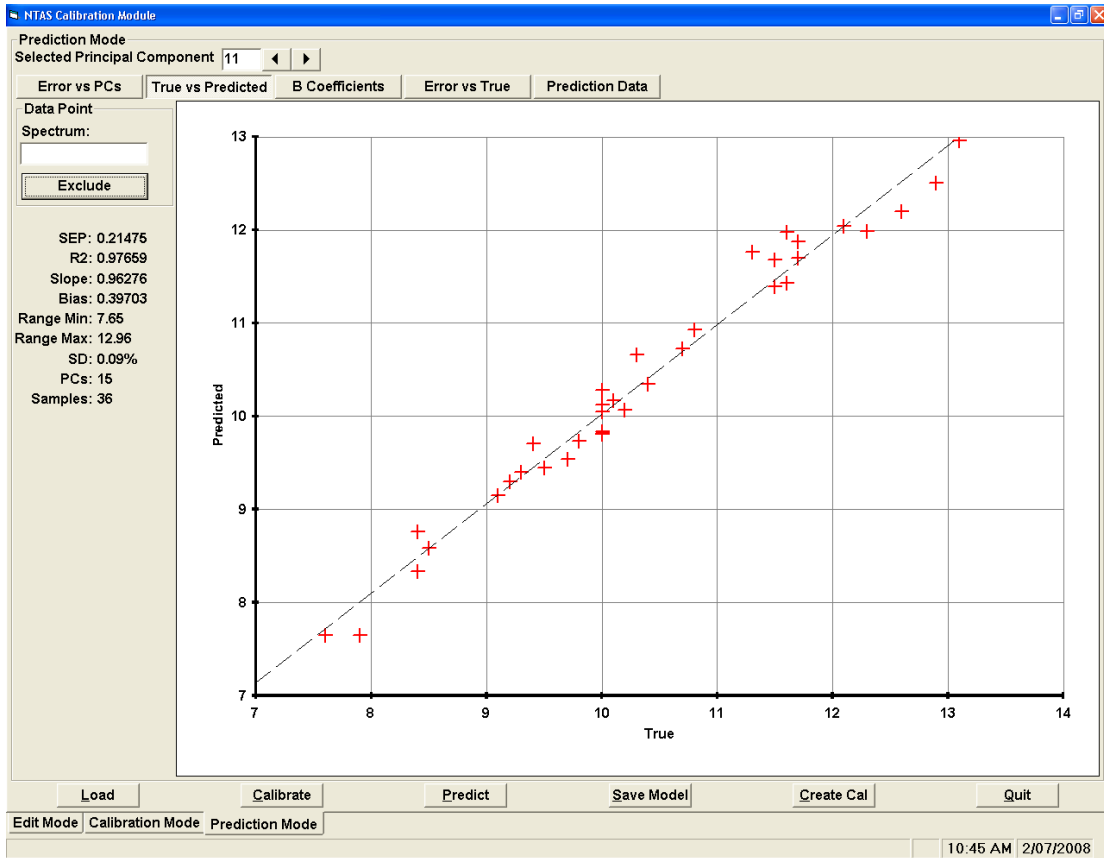 NTAS Calibration Module
Prediction Mode
Selected Principal Component 11
Error vs PCs True vs Predicted B Coefficients Error vs True Prediction Data
Data Point
Spectrum:
Exclude
SEP: 0.21475
R2: 0.97659
Slope: 0.96276
Bias: 0.39703
Range Min: 7.65
Range Max: 12.96
SD: 0.09%
PCs: 15
Samples: 36
13
12
11
10
9
8
7
Predicted
7 8 9 10 11 12 13 14
True
Load Calibrate Predict Save Model Create Cal Quit
Edit Mode Calibration Mode Prediction Mode
10:45 AM 2/07/2008